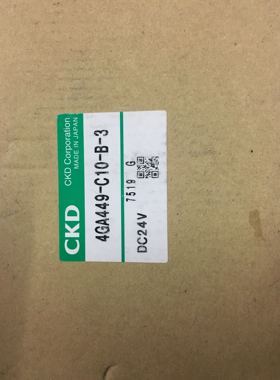 CKD
CKD Corporation
MADE IN JAPAN
4GA449-C10-B-3
7519 G
DC24V